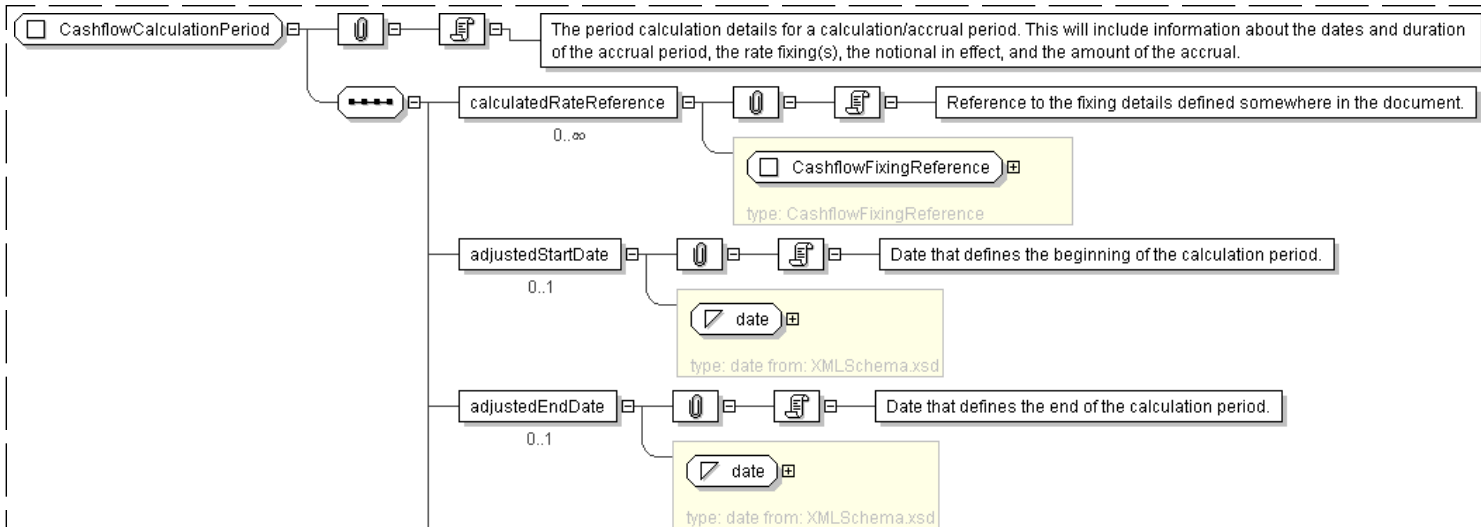 CashflowCalculationPeriod
The period calculation details for a calculation/accrual period. This will include information about the dates and duration
of the accrual period, the rate fixing(s), the notional in effect, and the amount of the accrual.
calculatedRateReference
0..∞
Reference to the fixing details defined somewhere in the document.
CashflowFixingReference
type: CashflowFixingReference
adjustedStartDate
0..1
Date that defines the beginning of the calculation period.
date
type: date from: XMLSchema.xsd
adjustedEndDate
0..1
Date that defines the end of the calculation period.
date
type: date from: XMLSchema.xsd